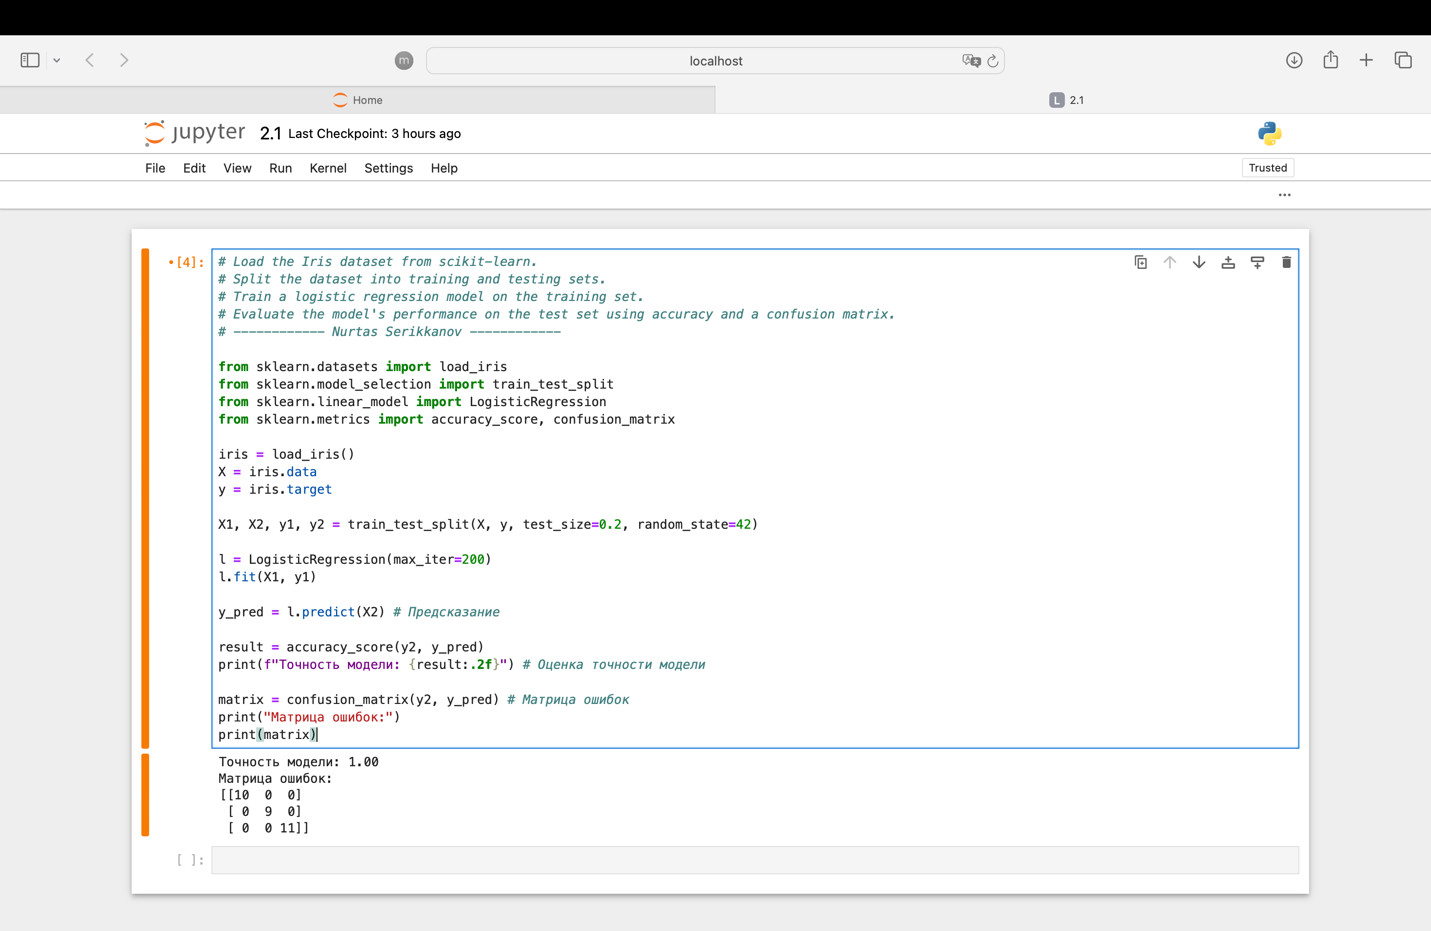 m
localhost
Home
L 2.1
jupyter 2.1 Last Checkpoint: 3 hours ago
File Edit View Run Kernel Settings Help
Trusted
•[4]:
# Load the Iris dataset from scikit-learn.
# Split the dataset into training and testing sets.
# Train a logistic regression model on the training set.
# Evaluate the model's performance on the test set using accuracy and a confusion matrix.
# ------------ Nurtas Serikkanov ------------
from sklearn.datasets import load_iris
from sklearn.model_selection import train_test_split
from sklearn.linear_model import LogisticRegression
from sklearn.metrics import accuracy_score, confusion_matrix
iris = load_iris()
X = iris.data
y = iris.target
X1, X2, y1, y2 = train_test_split(X, y, test_size=0.2, random_state=42)
l = LogisticRegression(max_iter=200)
l.fit(X1, y1)
y_pred = l.predict(X2) # Предсказание
result = accuracy_score(y2, y_pred)
print(f"Точность модели: {result:.2f}") # Оценка точности модели
matrix = confusion_matrix(y2, y_pred) # Матрица ошибок
print("Матрица ошибок:")
print(matrix)
Точность модели: 1.00
Матрица ошибок:
[[10  0  0]
 [ 0  9  0]
 [ 0  0 11]]
[ ]: